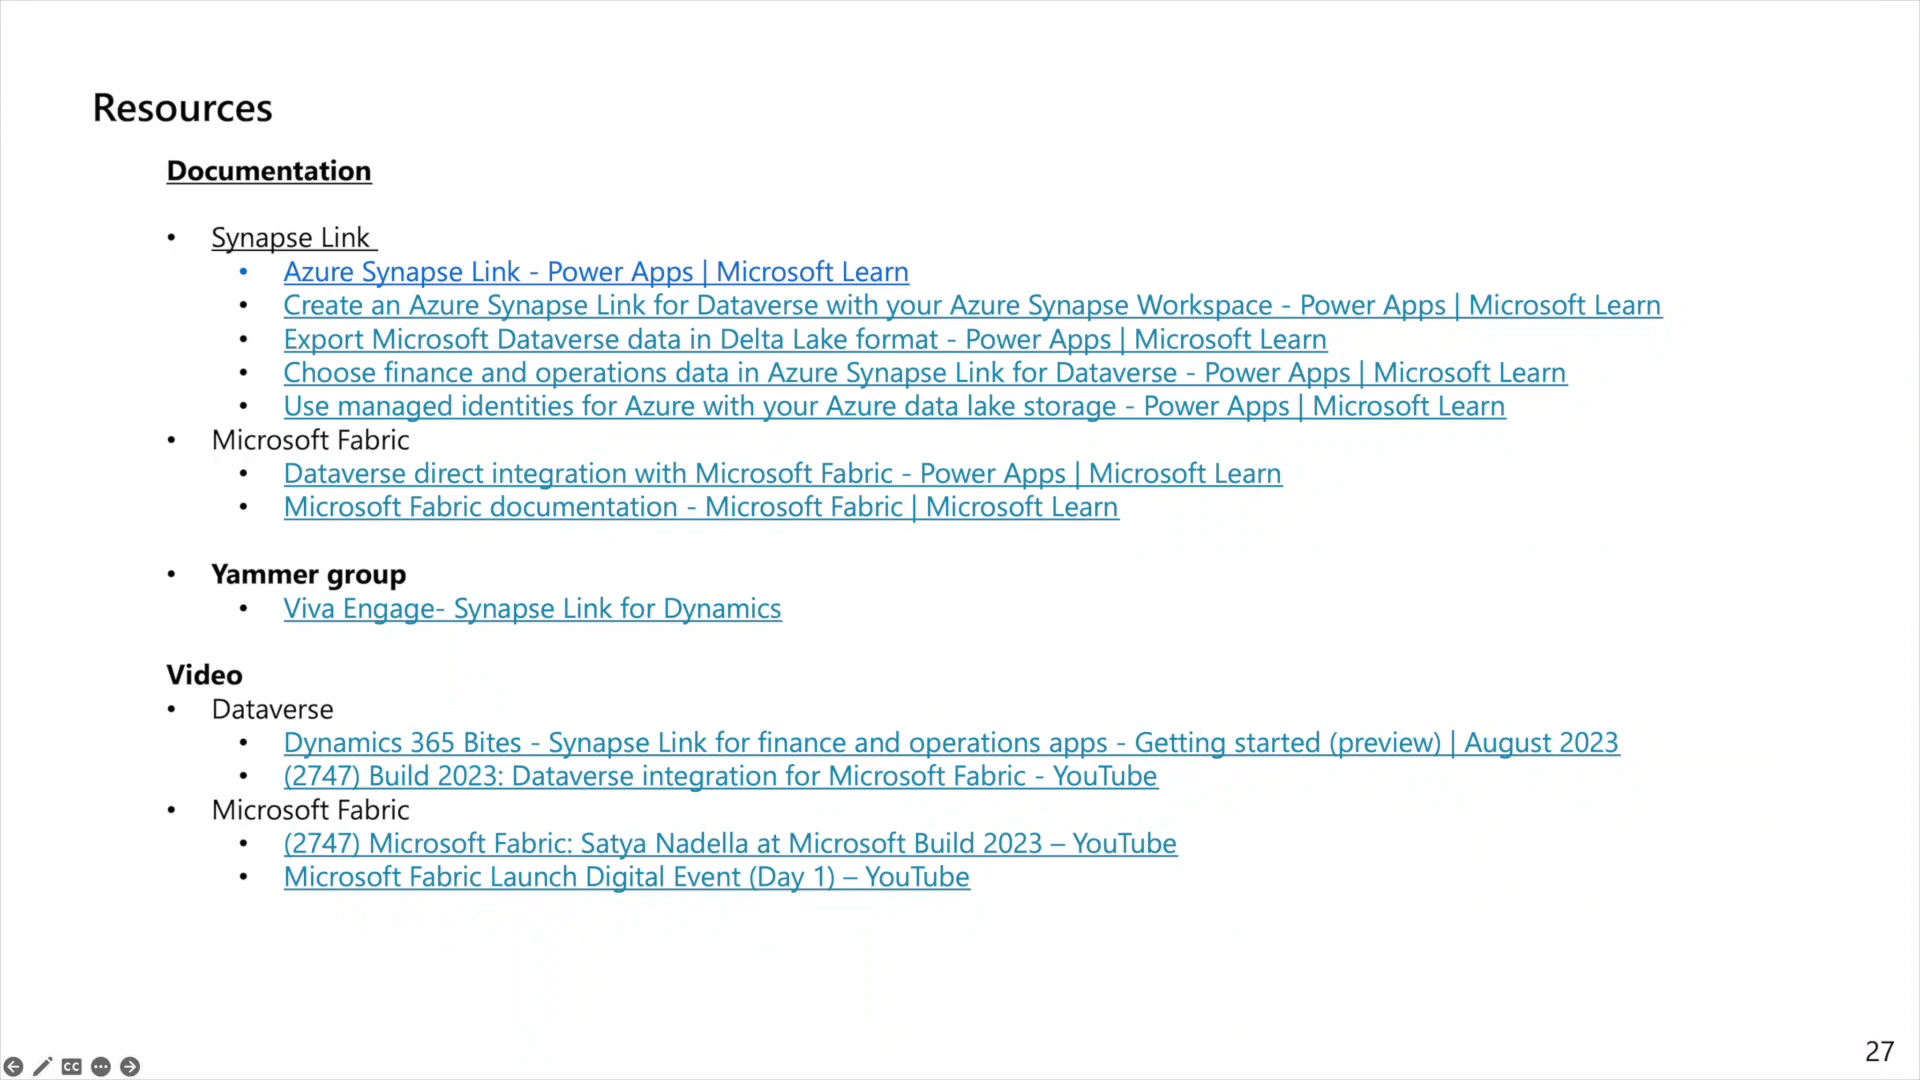 Resources
Documentation
• Synapse Link
• Azure Synapse Link - Power Apps | Microsoft Learn
• Create an Azure Synapse Link for Dataverse with your Azure Synapse Workspace - Power Apps | Microsoft Learn
• Export Microsoft Dataverse data in Delta Lake format - Power Apps | Microsoft Learn
• Choose finance and operations data in Azure Synapse Link for Dataverse - Power Apps | Microsoft Learn
• Use managed identities for Azure with your Azure data lake storage - Power Apps | Microsoft Learn
• Microsoft Fabric
• Dataverse direct integration with Microsoft Fabric - Power Apps | Microsoft Learn
• Microsoft Fabric documentation - Microsoft Fabric | Microsoft Learn
• Yammer group
• Viva Engage- Synapse Link for Dynamics
Video
• Dataverse
• Dynamics 365 Bites - Synapse Link for finance and operations apps - Getting started (preview) | August 2023
• (2747) Build 2023: Dataverse integration for Microsoft Fabric - YouTube
• Microsoft Fabric
• (2747) Microsoft Fabric: Satya Nadella at Microsoft Build 2023 – YouTube
• Microsoft Fabric Launch Digital Event (Day 1) – YouTube
CC
27